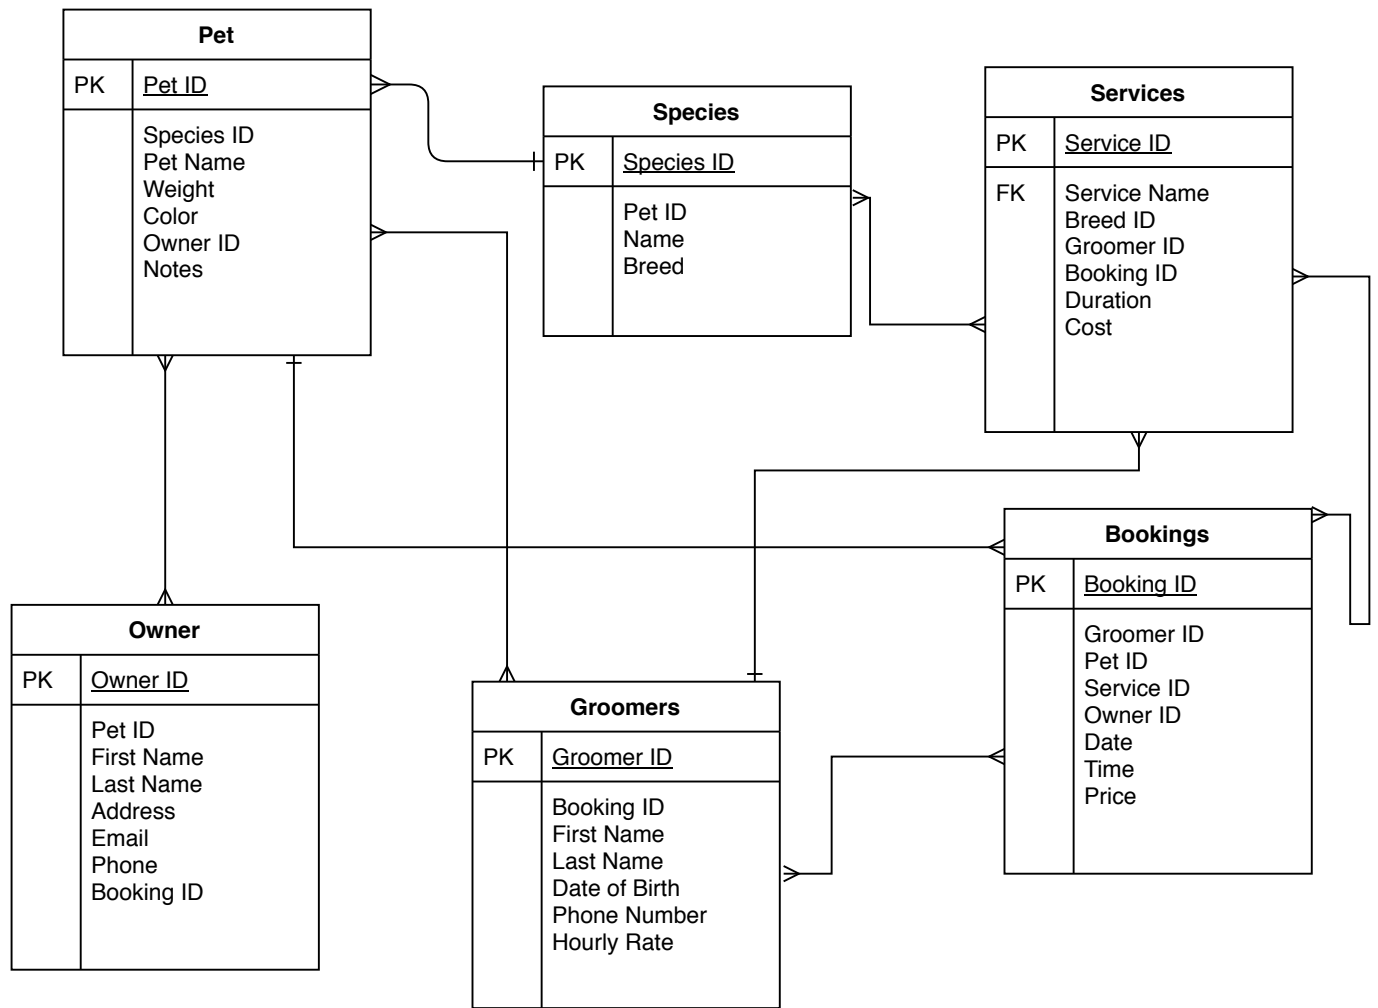 Pet
PK Pet ID
Species ID
Pet Name
Weight
Color
Owner ID
Notes
Species
PK Species ID
Pet ID
Name
Breed
Services
PK Service ID
FK Service Name
Breed ID
Groomer ID
Booking ID
Duration
Cost
Owner
PK Owner ID
Pet ID
First Name
Last Name
Address
Email
Phone
Booking ID
Groomers
PK Groomer ID
Booking ID
First Name
Last Name
Date of Birth
Phone Number
Hourly Rate
Bookings
PK Booking ID
Groomer ID
Pet ID
Service ID
Owner ID
Date
Time
Price